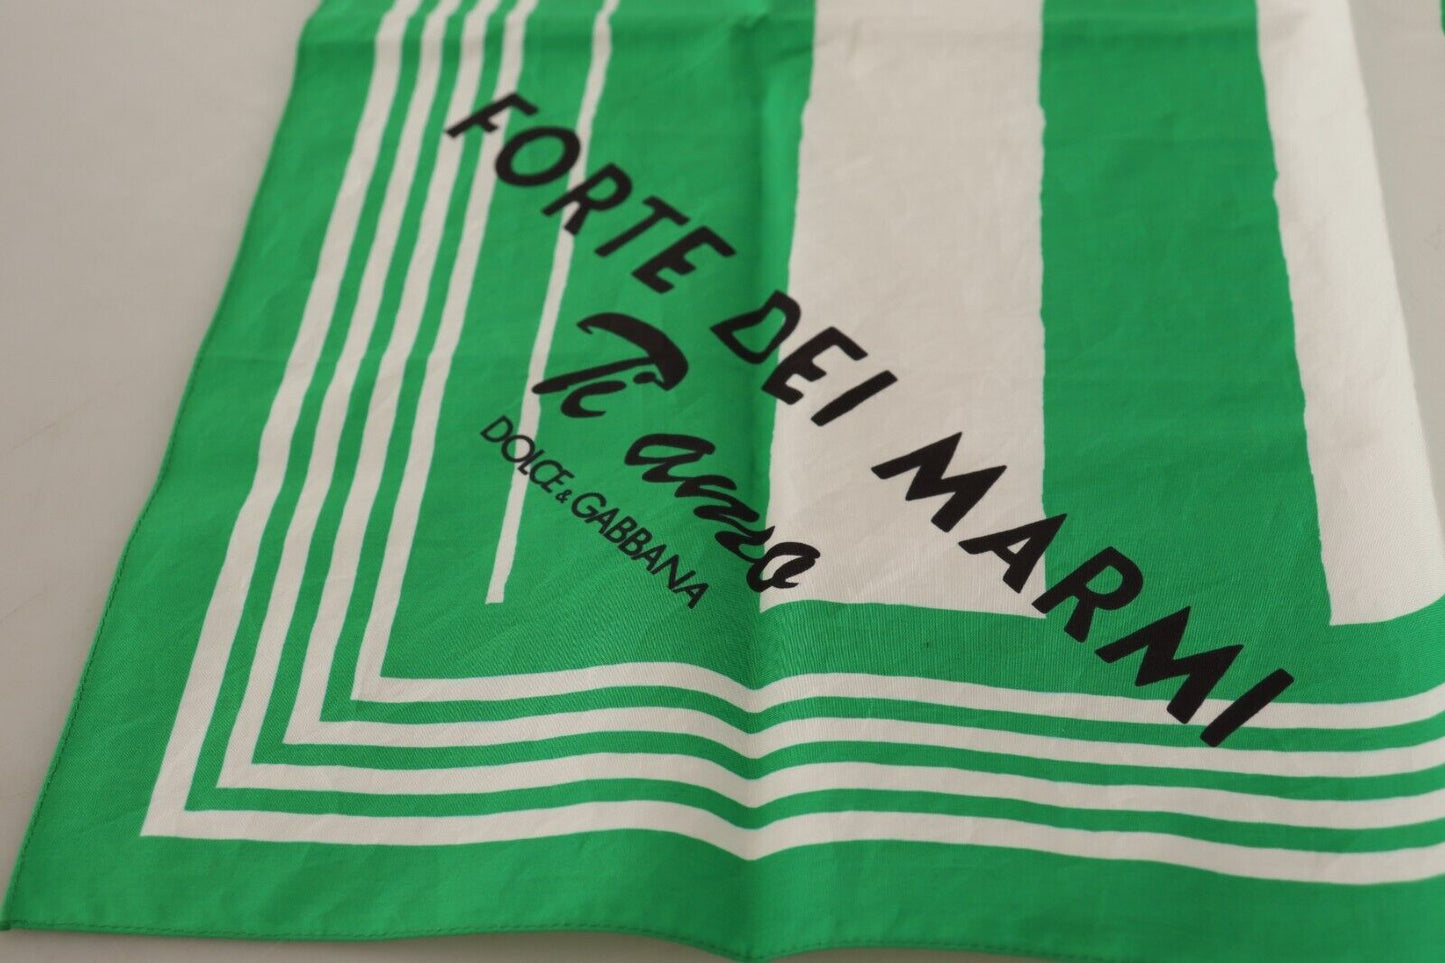 FORTE DEI MARMI
Ti amo
DOLCE & GABBANA